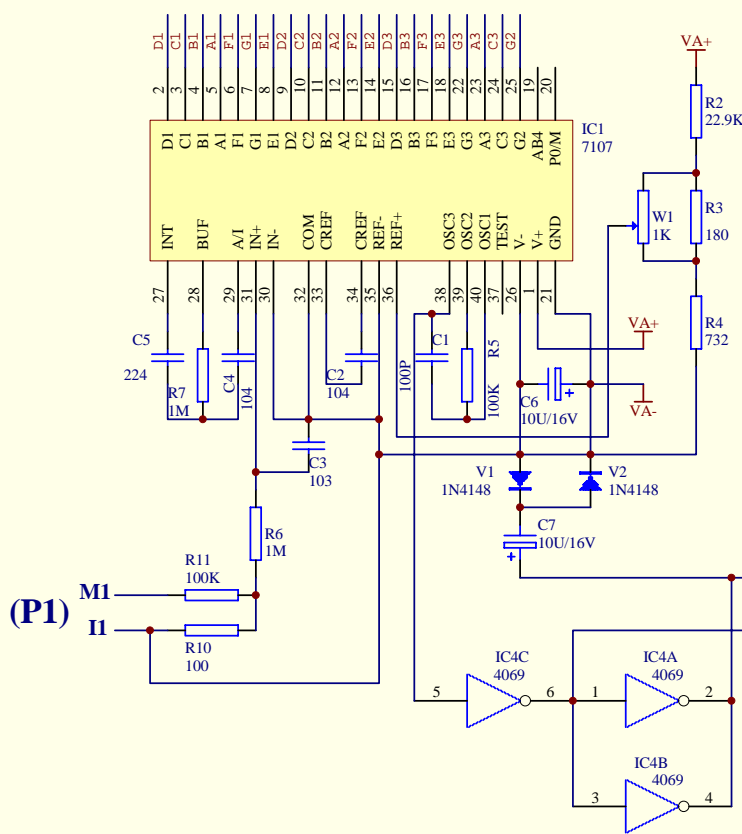 D1 C1 B1 A1 F1 G1 E1 D2 C2 B2 A2 F2 E2 D3 B3 F3 E3 G3 A3 C3 G2
2 3 4 5 6 7 8 9 10 11 12 13 14 15 16 17 18 22 23 24 25 19 20
D1 C1 B1 A1 F1 G1 E1 D2 C2 B2 A2 F2 E2 D3 B3 F3 E3 G3 A3 C3 G2 AB4 P0/M
IC1
7107
INT BUF A/I IN+ IN- COM CREF CREF REF- REF+ OSC3 OSC2 OSC1 TEST V- V+ GND
27 28 29 31 30 32 33 34 35 36 38 39 40 37 26 1 21
VA+
R2
22.9K
W1
1K
R3
180
R4
732
VA+
VA-
C5
224
R7
1M
C4
104
C2
104
C1
100P
R5
100K
C6
10U/16V
+
C3
103
V1
1N4148
V2
1N4148
C7
10U/16V
+
R6
1M
R11
100K
M1
(P1)
I1
R10
100
IC4C
4069
5 6
IC4A
4069
1 2
IC4B
4069
3 4